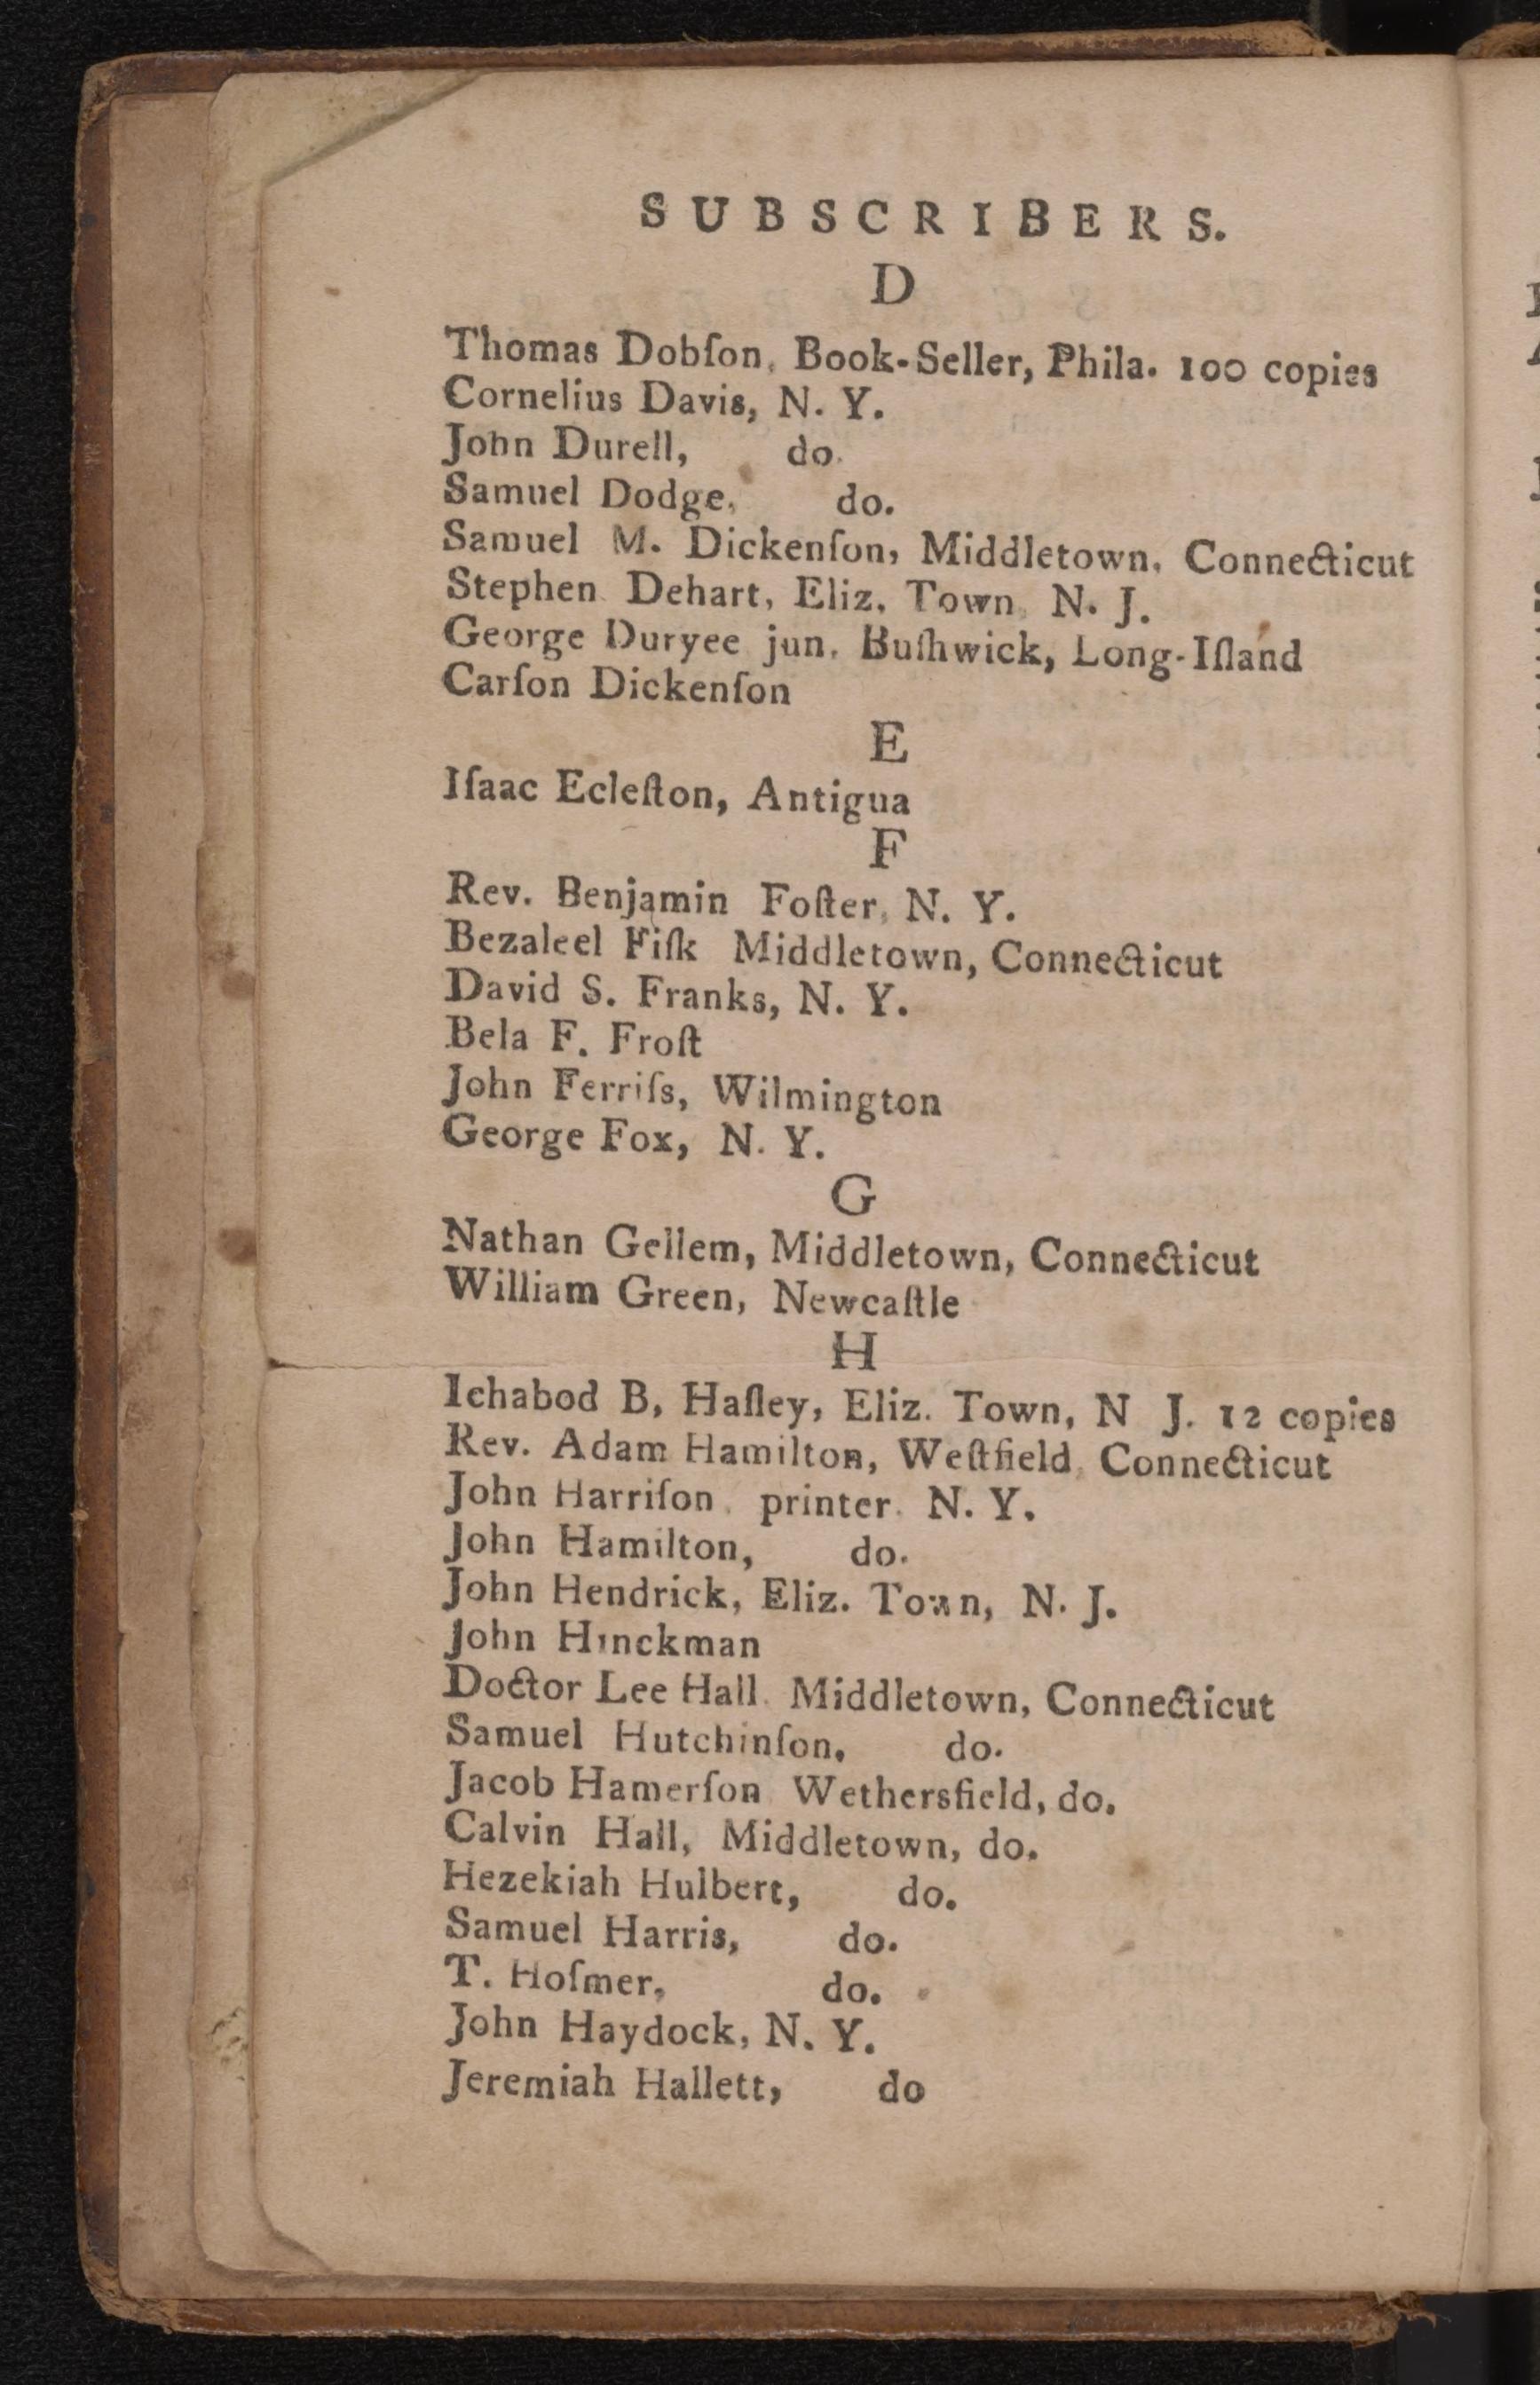 SUBSCRIBERS.
D
Thomas Dobſon, Book-Seller, Phila. 100 copies
Cornelius Davis, N. Y.
John Durell, do.
Samuel Dodge, do.
Samuel M. Dickenſon, Middletown, Connecticut
Stephen Dehart, Eliz. Town, N. J.
George Duryee jun. Buſhwick, Long-Iſland
Carſon Dickenſon
E
Iſaac Ecleſton, Antigua
F
Rev. Benjamin Foſter, N. Y.
Bezaleel Fiſk Middletown, Connecticut
David S. Franks, N. Y.
Bela F. Froſt
John Ferriſs, Wilmington
George Fox, N. Y.
G
Nathan Gellem, Middletown, Connecticut
William Green, Newcaſtle
H
Ichabod B, Haſley, Eliz. Town, N J. 12 copies
Rev. Adam Hamilton, Weſtfield, Connecticut
John Harriſon, printer. N. Y.
John Hamilton, do.
John Hendrick, Eliz. Town, N. J.
John Hinckman
Doctor Lee Hall. Middletown, Connecticut
Samuel Hutchinſon, do.
Jacob Hamerſon Wethersfield, do.
Calvin Hall, Middletown, do.
Hezekiah Hulbert, do.
Samuel Harris, do.
T. Hoſmer, do.
John Haydock, N. Y.
Jeremiah Hallett, do